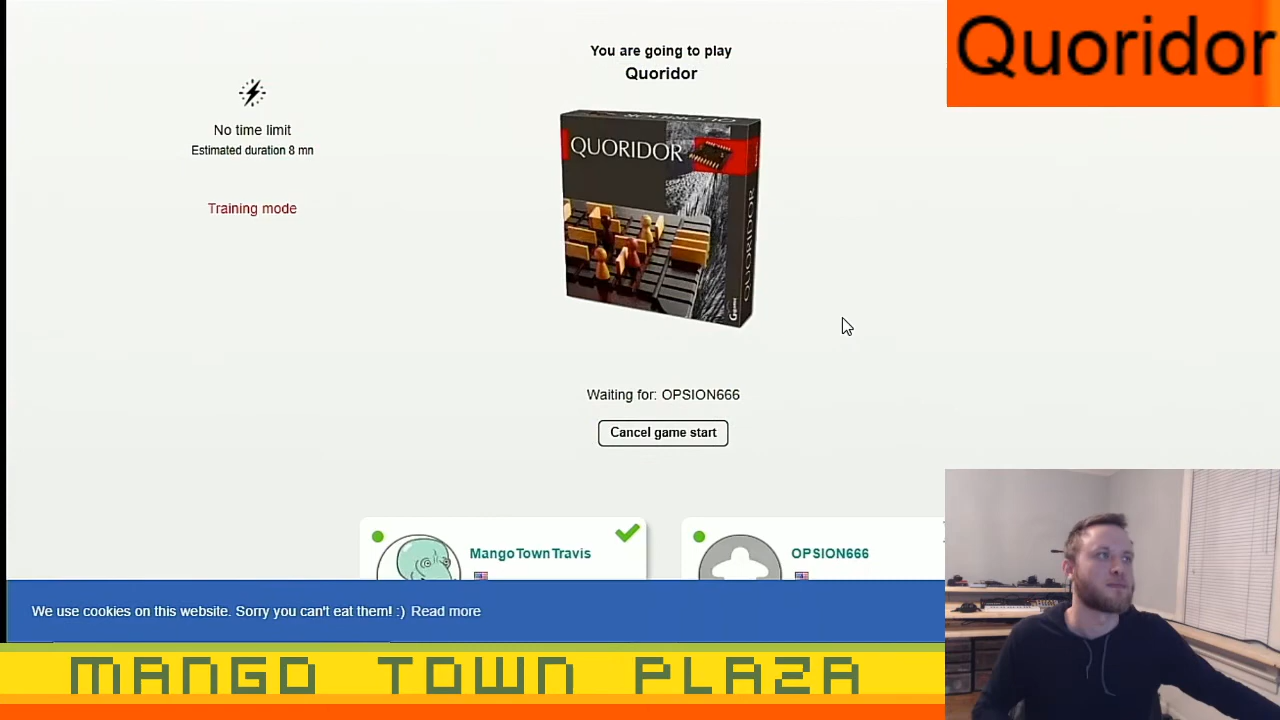 You are going to play
Quoridor
Quoridor
No time limit
Estimated duration 8 mn
Training mode
QUORIDOR
QUORIDOR
Waiting for: OPSION666
Cancel game start
MangoTownTravis
OPSION666
We use cookies on this website. Sorry you can't eat them! :) Read more
MANGO TOWN PLAZA